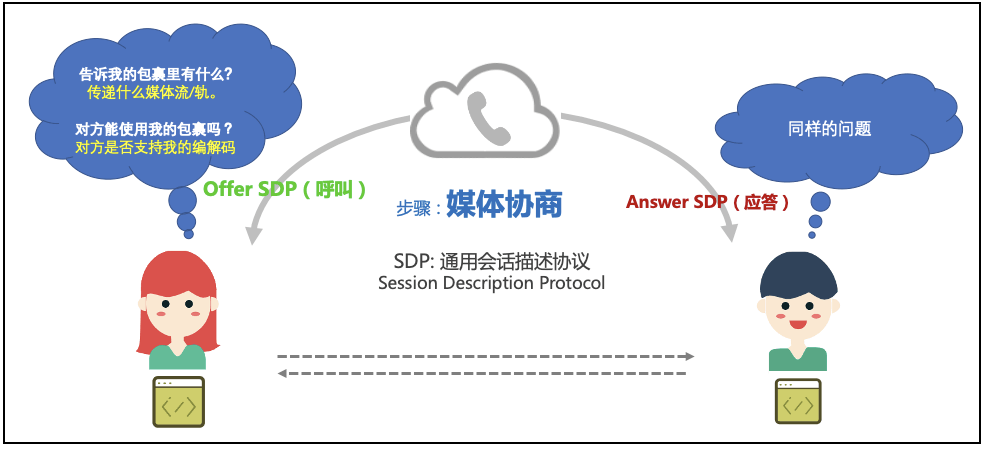 告诉我的包裹里有什么?
传递什么媒体流/轨。
对方能使用我的包裹吗？
对方是否支持我的编解码
同样的问题
Offer SDP（呼叫）
步骤：媒体协商
Answer SDP（应答）
SDP: 通用会话描述协议
Session Description Protocol